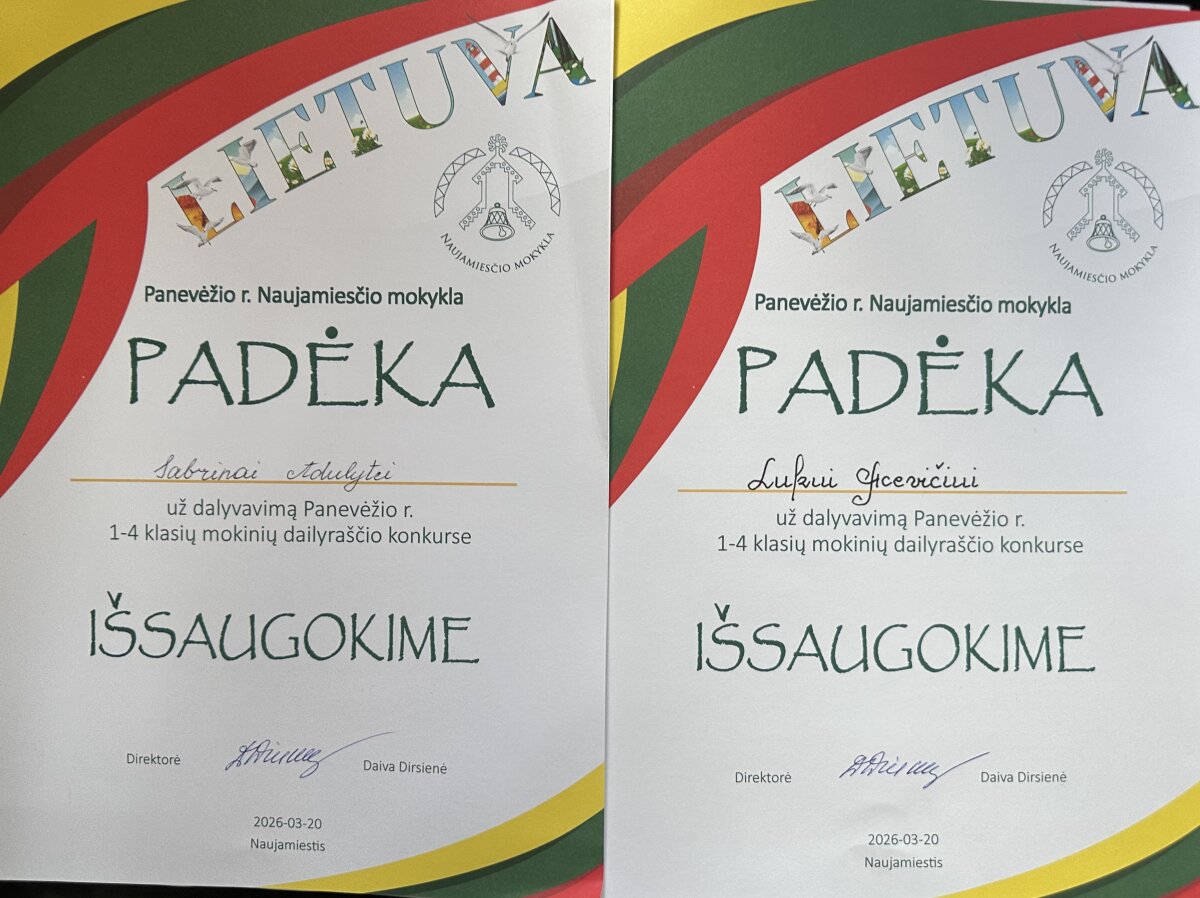 LIETUVA
NAUJAMIESČIO MOKYKLA
Panevėžio r. Naujamiesčio mokykla
PADĖKA
Sabrinai Adulytei
už dalyvavimą Panevėžio r.
1-4 klasių mokinių dailyraščio konkurse
IŠSAUGOKIME
Direktorė Daiva Dirsienė
2026-03-20
Naujamiestis
LIETUVA
NAUJAMIESČIO MOKYKLA
Panevėžio r. Naujamiesčio mokykla
PADĖKA
Lukui
už dalyvavimą Panevėžio r.
1-4 klasių mokinių dailyraščio konkurse
IŠSAUGOKIME
Direktorė Daiva Dirsienė
2026-03-20
Naujamiestis